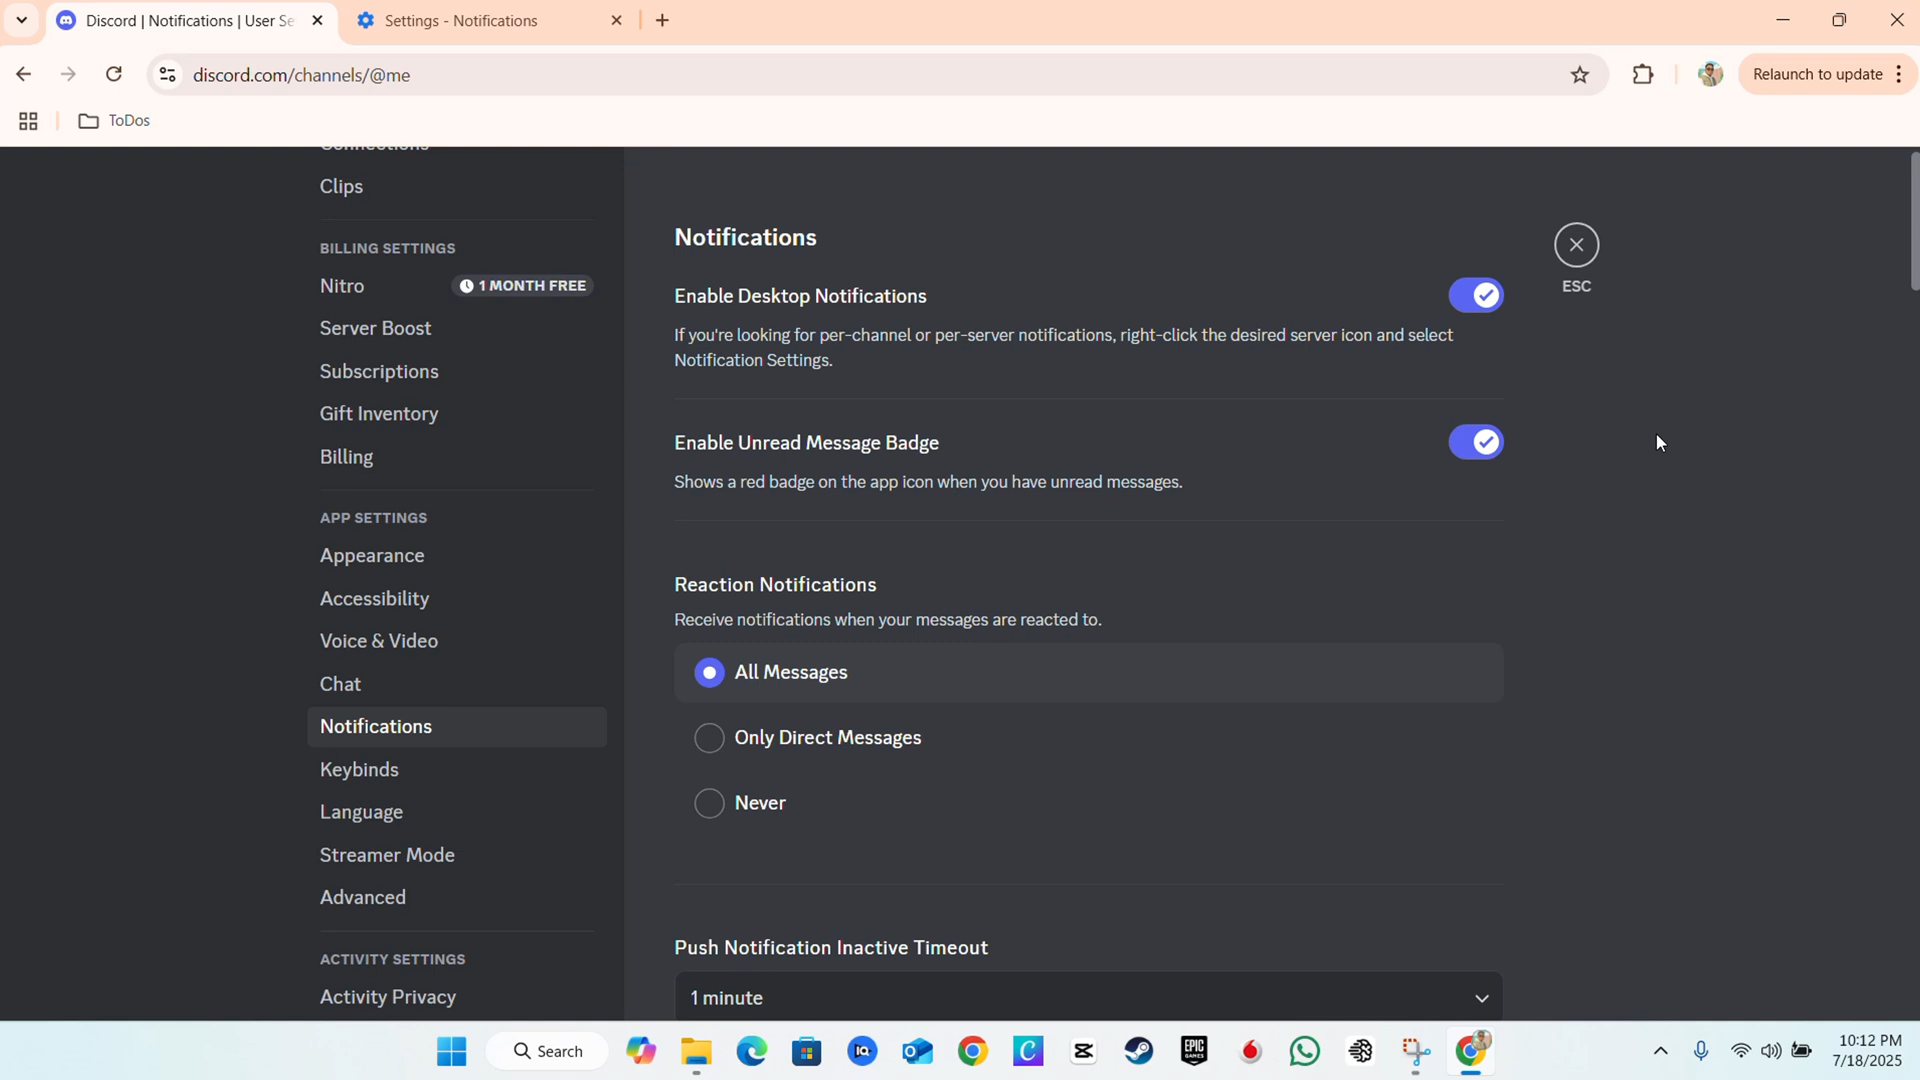 Discord | Notifications | User Se
Settings - Notifications
discord.com/channels/@me
Relaunch to update
ToDos
Connections
Clips
BILLING SETTINGS
Nitro
1 MONTH FREE
Server Boost
Subscriptions
Gift Inventory
Billing
APP SETTINGS
Appearance
Accessibility
Voice & Video
Chat
Notifications
Keybinds
Language
Streamer Mode
Advanced
ACTIVITY SETTINGS
Activity Privacy
Notifications
ESC
Enable Desktop Notifications
If you're looking for per-channel or per-server notifications, right-click the desired server icon and select
Notification Settings.
Enable Unread Message Badge
Shows a red badge on the app icon when you have unread messages.
Reaction Notifications
Receive notifications when your messages are reacted to.
All Messages
Only Direct Messages
Never
Push Notification Inactive Timeout
1 minute
Search
10:12 PM
7/18/2025